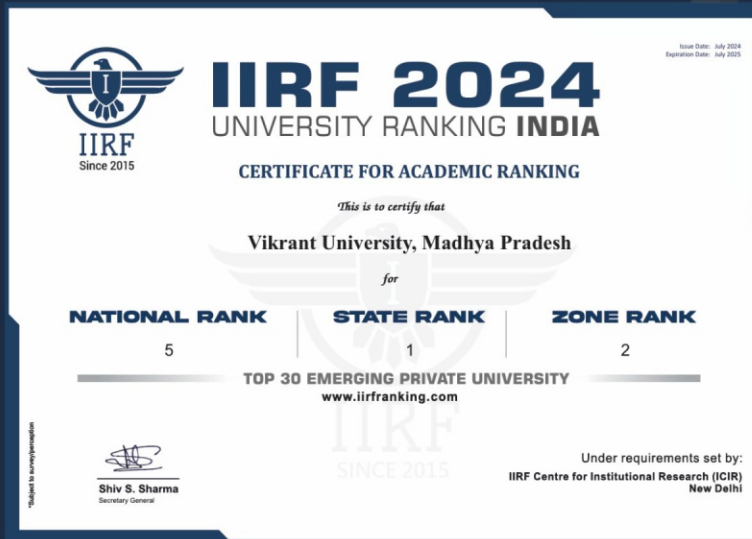 Issue Date: July 2024
Expiration Date: July 2025
I
IIRF
Since 2015
IIRF 2024
UNIVERSITY RANKING INDIA
CERTIFICATE FOR ACADEMIC RANKING
This is to certify that
Vikrant University, Madhya Pradesh
for
NATIONAL RANK
STATE RANK
ZONE RANK
5
1
2
TOP 30 EMERGING PRIVATE UNIVERSITY
www.iirfranking.com
I
IIRF
SINCE 2015
*Subject to survey/perception
Shiv S. Sharma
Secretary General
Under requirements set by:
IIRF Centre for Institutional Research (ICIR)
New Delhi